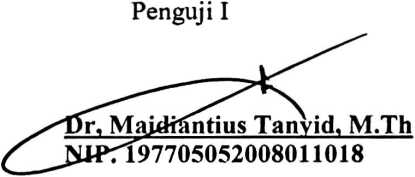 Penguji I
Dr, Maidiantius Tanyid, M.Th
NIP. 197705052008011018